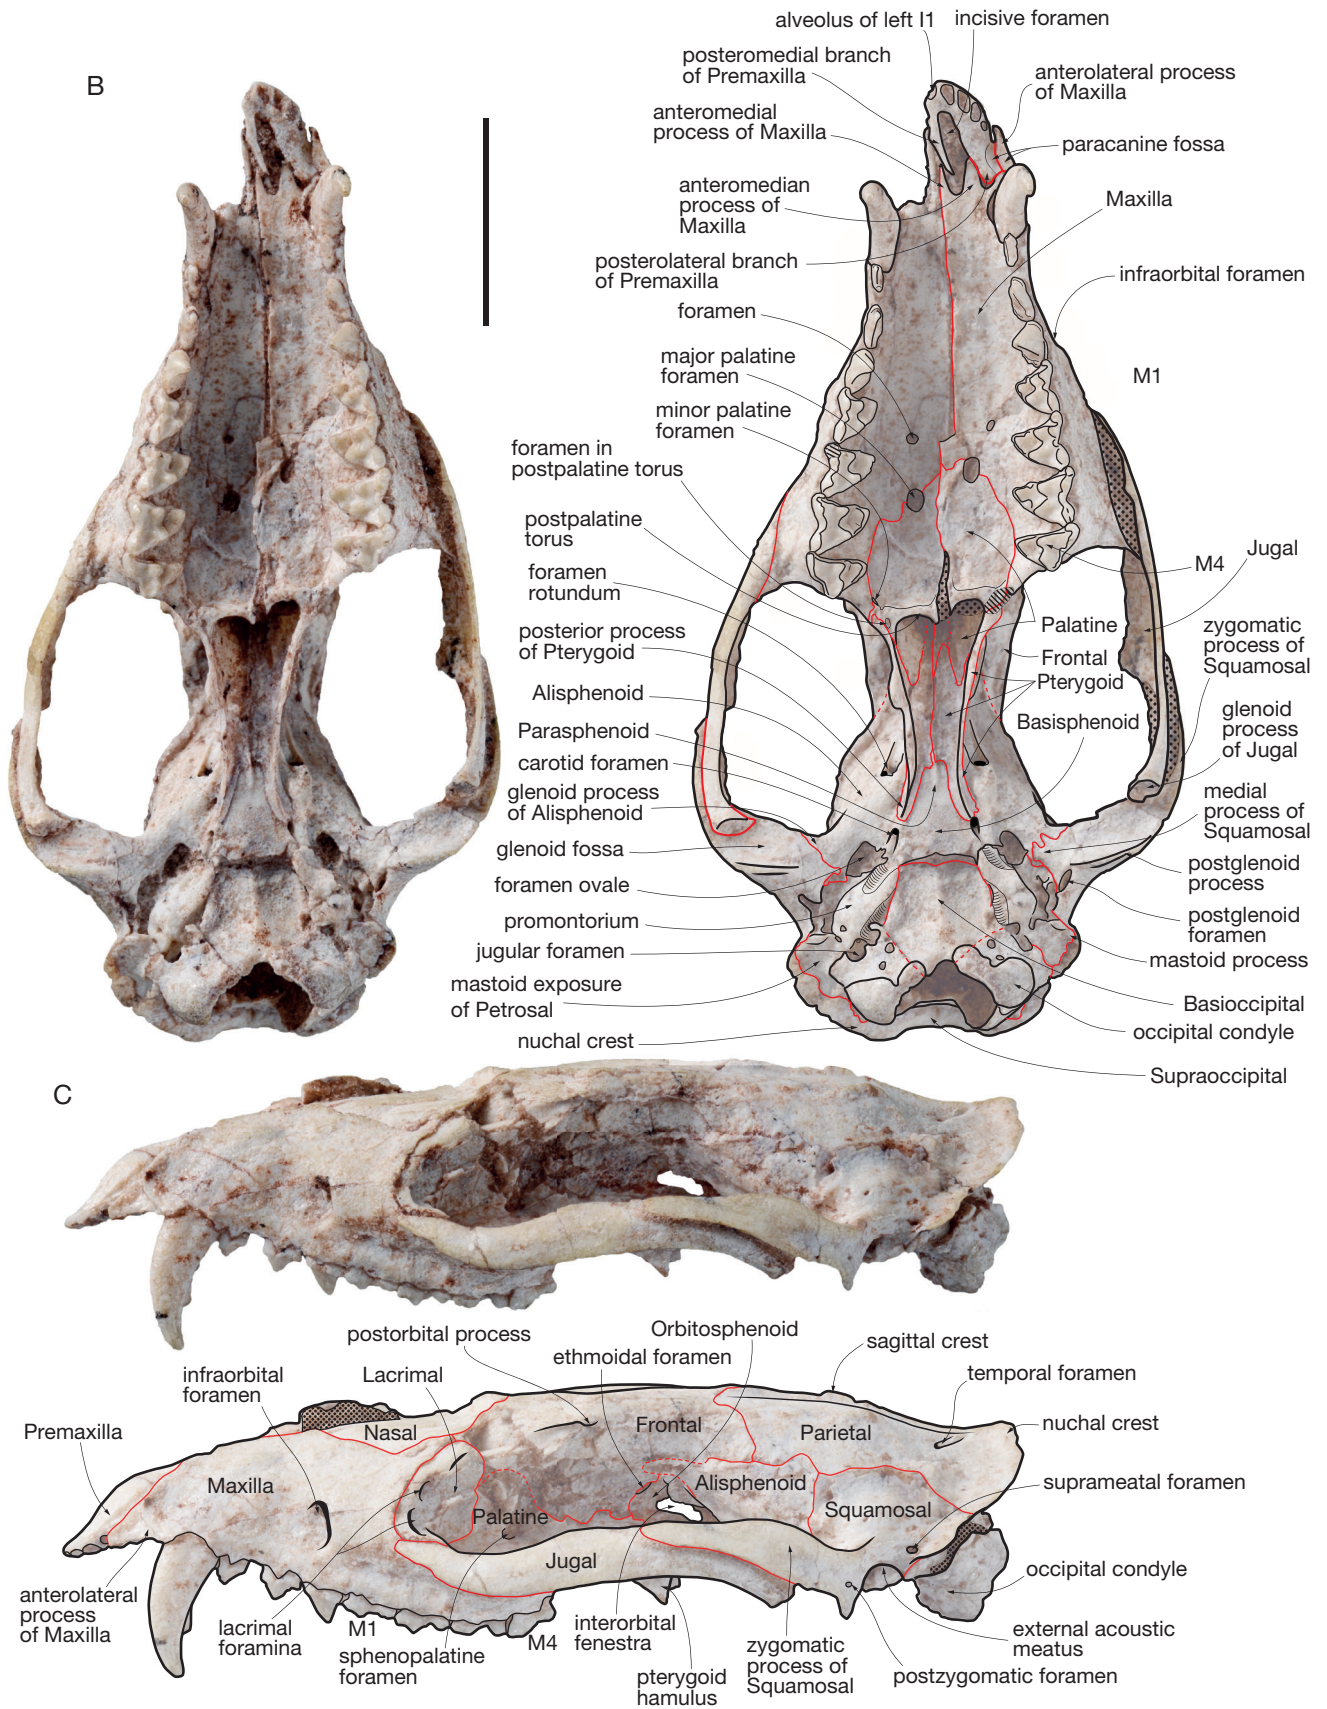 B
alveolus of left I1
incisive foramen
posteromedial branch
of Premaxilla
anterolateral process
of Maxilla
anteromedial
process of Maxilla
paracanine fossa
anteromedian
process of
Maxilla
Maxilla
posterolateral branch
of Premaxilla
infraorbital foramen
foramen
major palatine
foramen
M1
minor palatine
foramen
foramen in
postpalatine torus
postpalatine
torus
Jugal
M4
foramen
rotundum
posterior process
of Pterygoid
Palatine
zygomatic
process of
Squamosal
Frontal
Pterygoid
Alisphenoid
Basisphenoid
glenoid
process
of Jugal
Parasphenoid
carotid foramen
glenoid process
of Alisphenoid
medial
process of
Squamosal
glenoid fossa
postglenoid
process
foramen ovale
promontorium
postglenoid
foramen
jugular foramen
mastoid process
mastoid exposure
of Petrosal
Basioccipital
nuchal crest
occipital condyle
Supraoccipital
C
postorbital process
Orbitosphenoid
ethmoidal foramen
sagittal crest
infraorbital
foramen
Lacrimal
temporal foramen
Premaxilla
Nasal
Frontal
Parietal
nuchal crest
Maxilla
Alisphenoid
suprameatal foramen
Palatine
Squamosal
Jugal
occipital condyle
anterolateral
process
of Maxilla
lacrimal
foramina
M1
sphenopalatine
foramen
M4
interorbital
fenestra
pterygoid
hamulus
zygomatic
process of
Squamosal
external acoustic
meatus
postzygomatic foramen